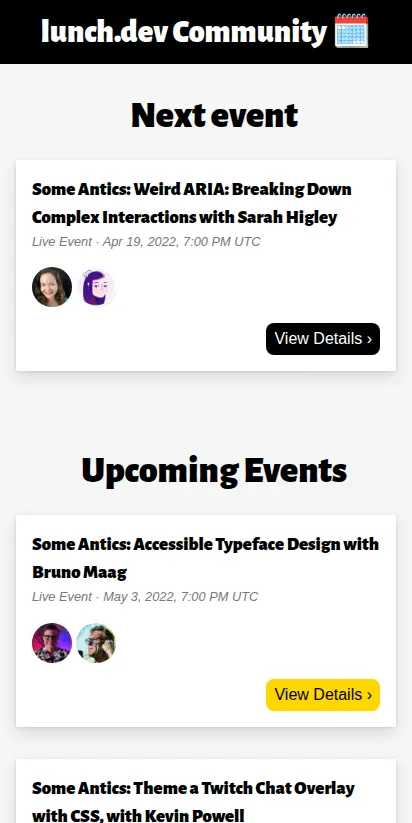 lunch.dev Community 🗓️
Next event
Some Antics: Weird ARIA: Breaking Down
Complex Interactions with Sarah Higley
Live Event · Apr 19, 2022, 7:00 PM UTC
View Details ›
Upcoming Events
Some Antics: Accessible Typeface Design with
Bruno Maag
Live Event · May 3, 2022, 7:00 PM UTC
View Details ›
Some Antics: Theme a Twitch Chat Overlay
with CSS, with Kevin Powell